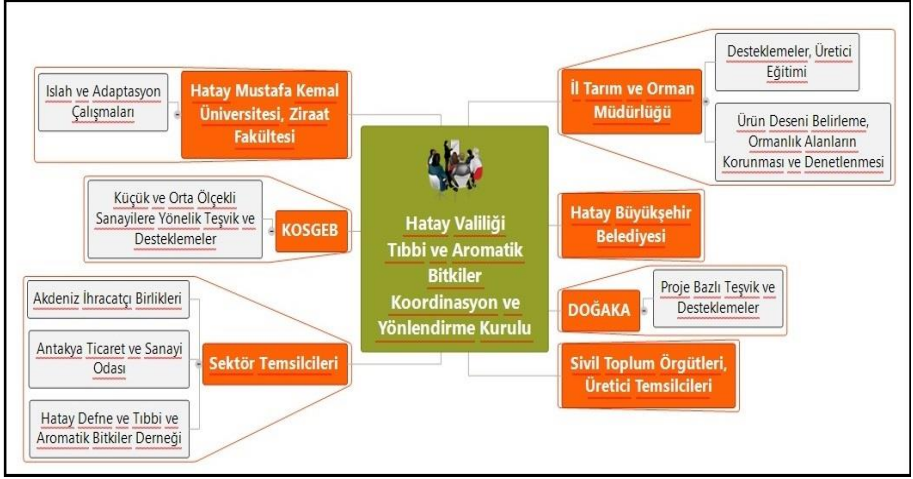 Islah ve Adaptasyon
Çalışmaları
Hatay Mustafa Kemal
Üniversitesi, Ziraat
Fakültesi
Küçük ve Orta Ölçekli
Sanayilere Yönelik Teşvik ve
Desteklemeler
KOSGEB
Akdeniz İhracatçı Birlikleri
Antakya Ticaret ve Sanayi
Odası
Hatay Defne ve Tıbbi ve
Aromatik Bitkiler Derneği
Sektör Temsilcileri
Hatay Valiliği
Tıbbi ve Aromatik
Bitkiler
Koordinasyon ve
Yönlendirme Kurulu
İl Tarım ve Orman
Müdürlüğü
Desteklemeler, Üretici
Eğitimi
Ürün Deseni Belirleme,
Ormanlık Alanların
Korunması ve Denetlenmesi
Hatay Büyükşehir
Belediyesi
DOĞAKA
Proje Bazlı Teşvik ve
Desteklemeler
Sivil Toplum Örgütleri,
Üretici Temsilcileri